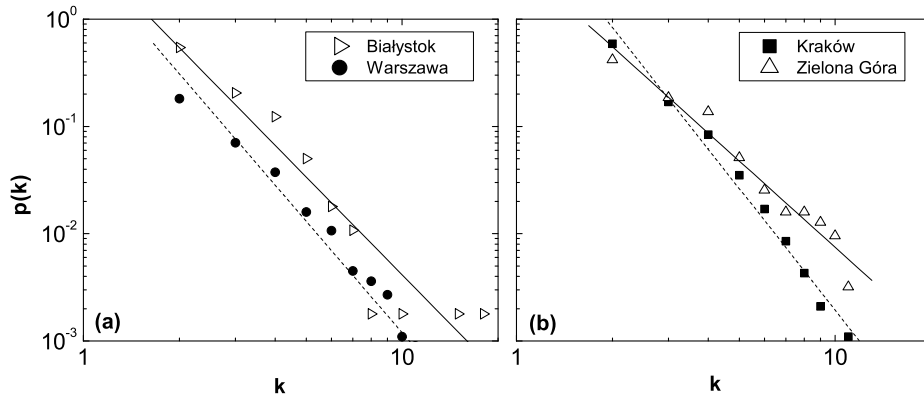 10^0
10^-1
10^-2
10^-3
p(k)
Białystok
Warszawa
(a)
1
10
k
Kraków
Zielona Góra
(b)
1
10
k